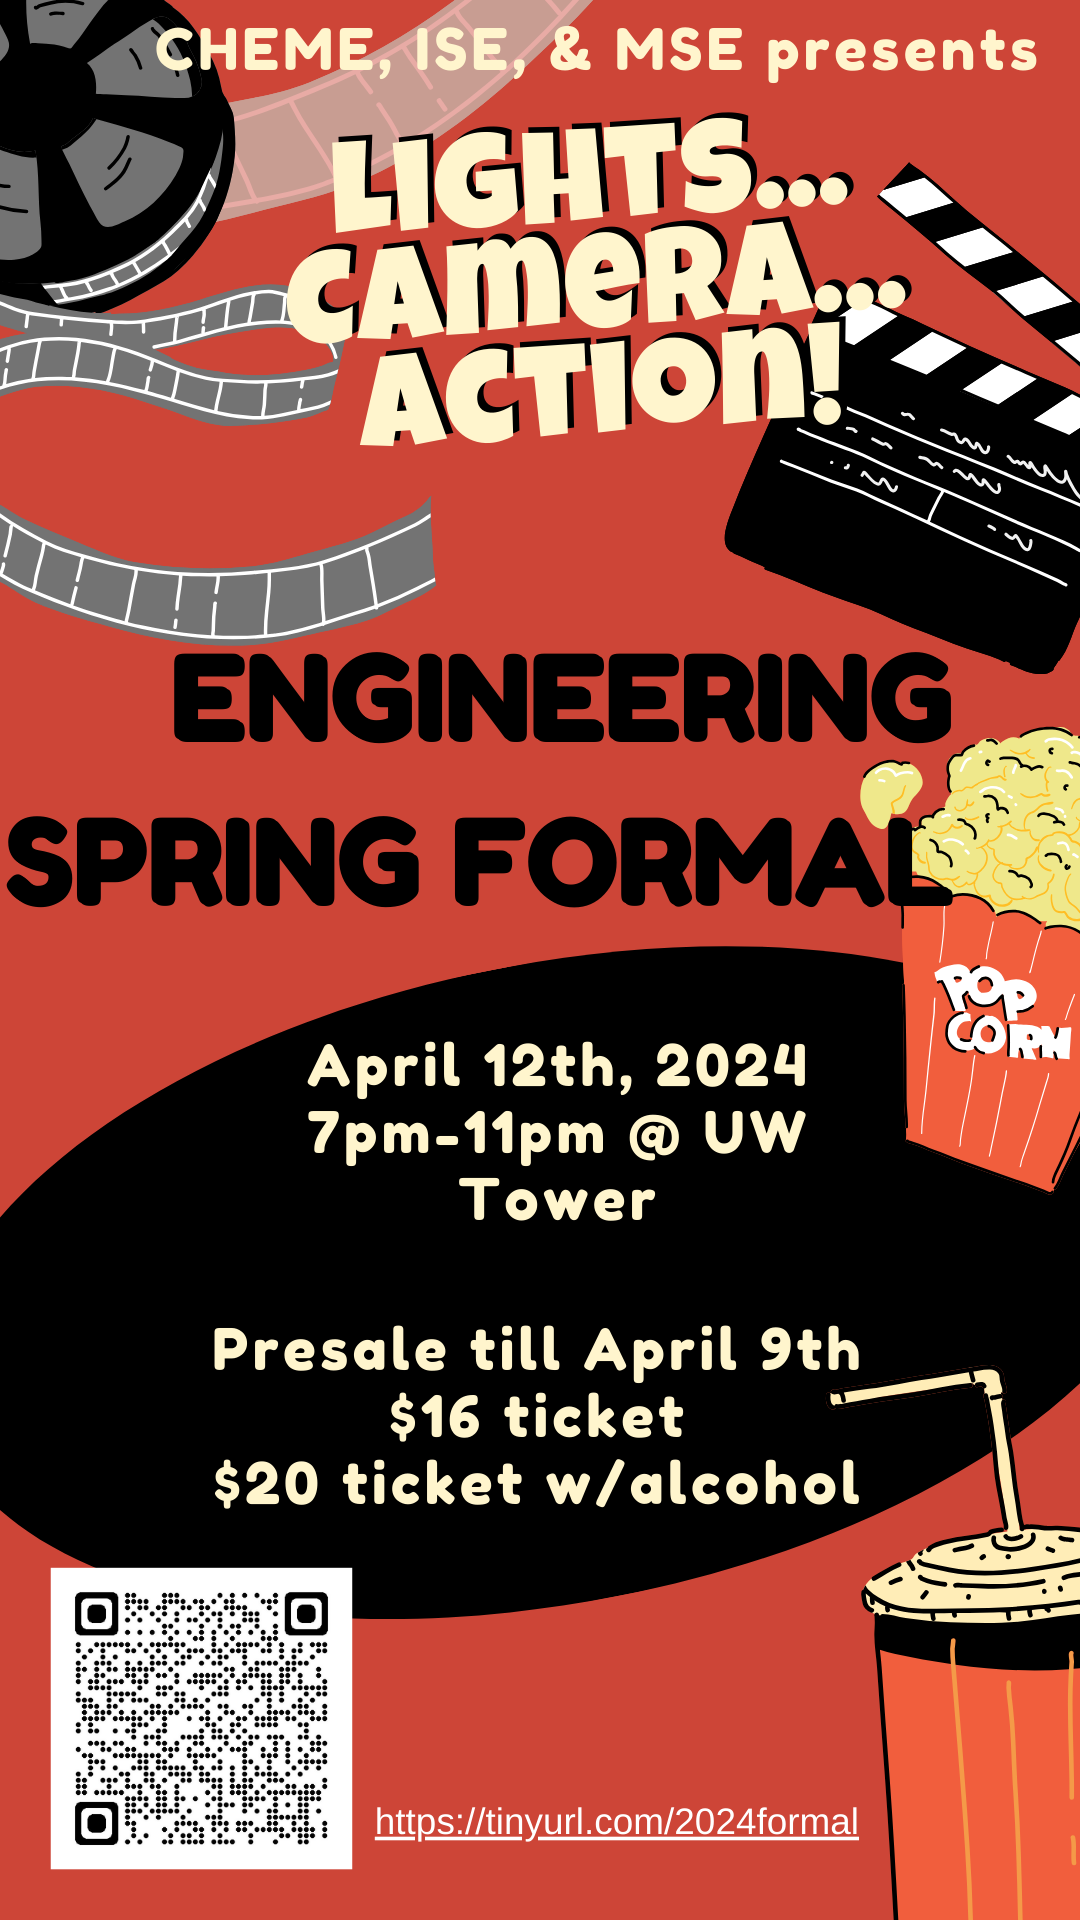 CHEME, ISE, & MSE presents
LIGHTS...
CAMERA...
ACTION!
ENGINEERING
SPRING FORMAL
POP
CORN
April 12th, 2024
7pm-11pm @ UW
Tower
Presale till April 9th
$16 ticket
$20 ticket w/alcohol
https://tinyurl.com/2024formal